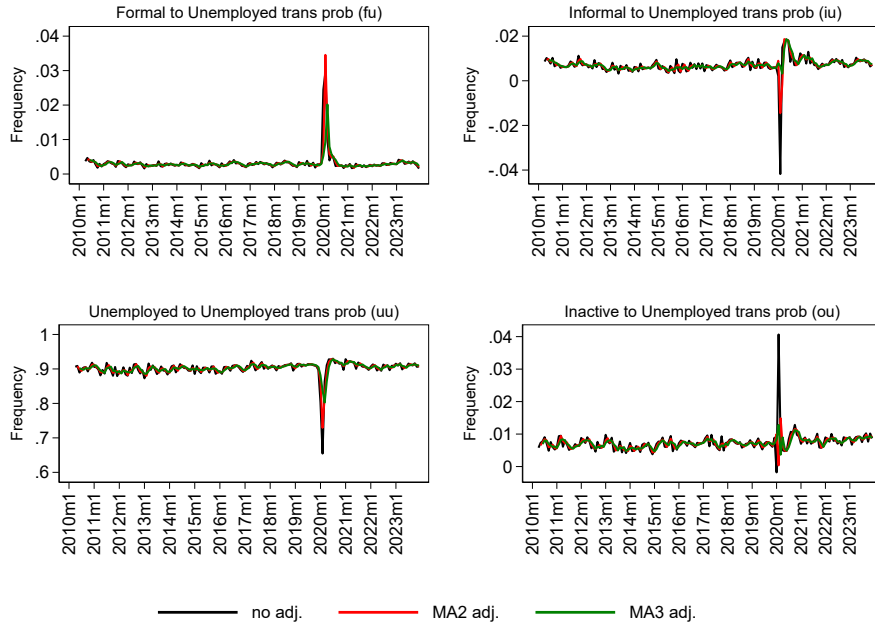 Formal to Unemployed trans prob (fu)
Frequency
.04
.03
.02
.01
0
2010m1
2011m1
2012m1
2013m1
2014m1
2015m1
2016m1
2017m1
2018m1
2019m1
2020m1
2021m1
2022m1
2023m1
Informal to Unemployed trans prob (iu)
Frequency
.02
0
-.02
-.04
2010m1
2011m1
2012m1
2013m1
2014m1
2015m1
2016m1
2017m1
2018m1
2019m1
2020m1
2021m1
2022m1
2023m1
Unemployed to Unemployed trans prob (uu)
Frequency
1
.9
.8
.7
.6
2010m1
2011m1
2012m1
2013m1
2014m1
2015m1
2016m1
2017m1
2018m1
2019m1
2020m1
2021m1
2022m1
2023m1
Inactive to Unemployed trans prob (ou)
Frequency
.04
.03
.02
.01
0
2010m1
2011m1
2012m1
2013m1
2014m1
2015m1
2016m1
2017m1
2018m1
2019m1
2020m1
2021m1
2022m1
2023m1
no adj.
MA2 adj.
MA3 adj.